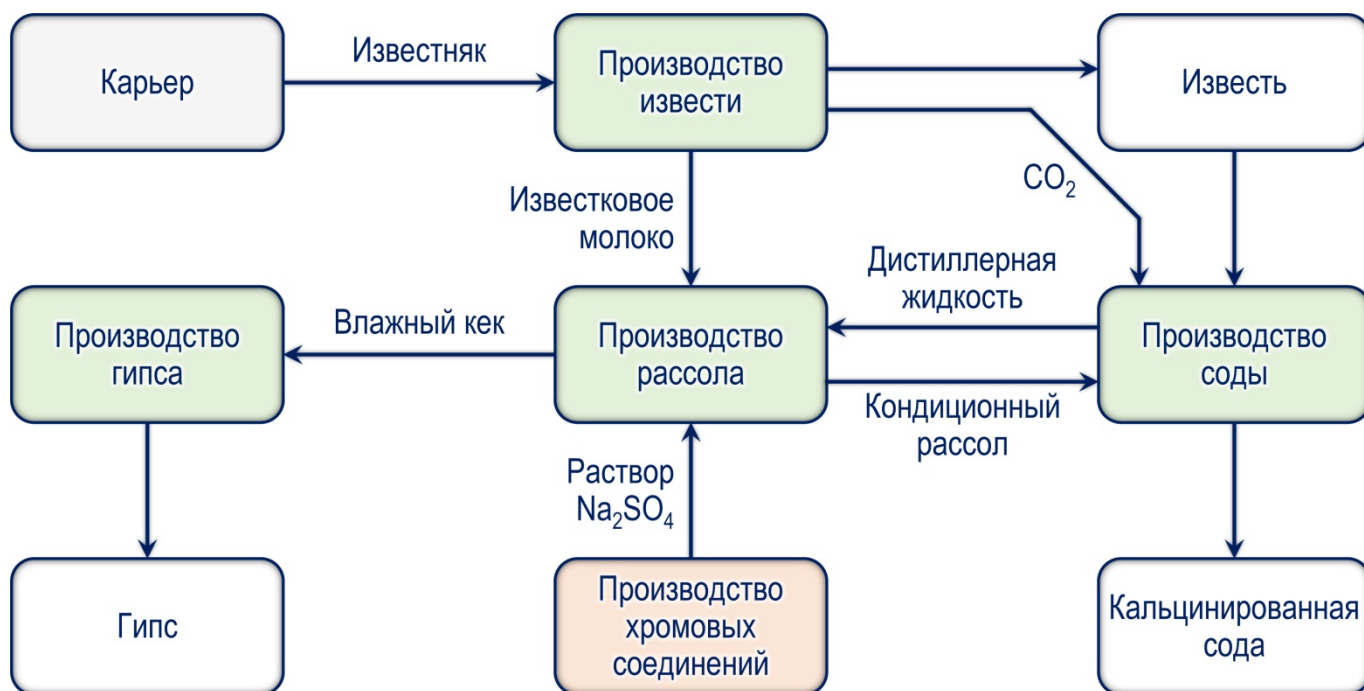 Карьер
Известняк
Производство
извести
Известь
CO₂
Известковое
молоко
Дистиллерная
жидкость
Производство
гипса
Влажный кек
Производство
рассола
Производство
соды
Кондиционный
рассол
Раствор
Na₂SO₄
Гипс
Производство
хромовых
соединений
Кальцинированная
сода